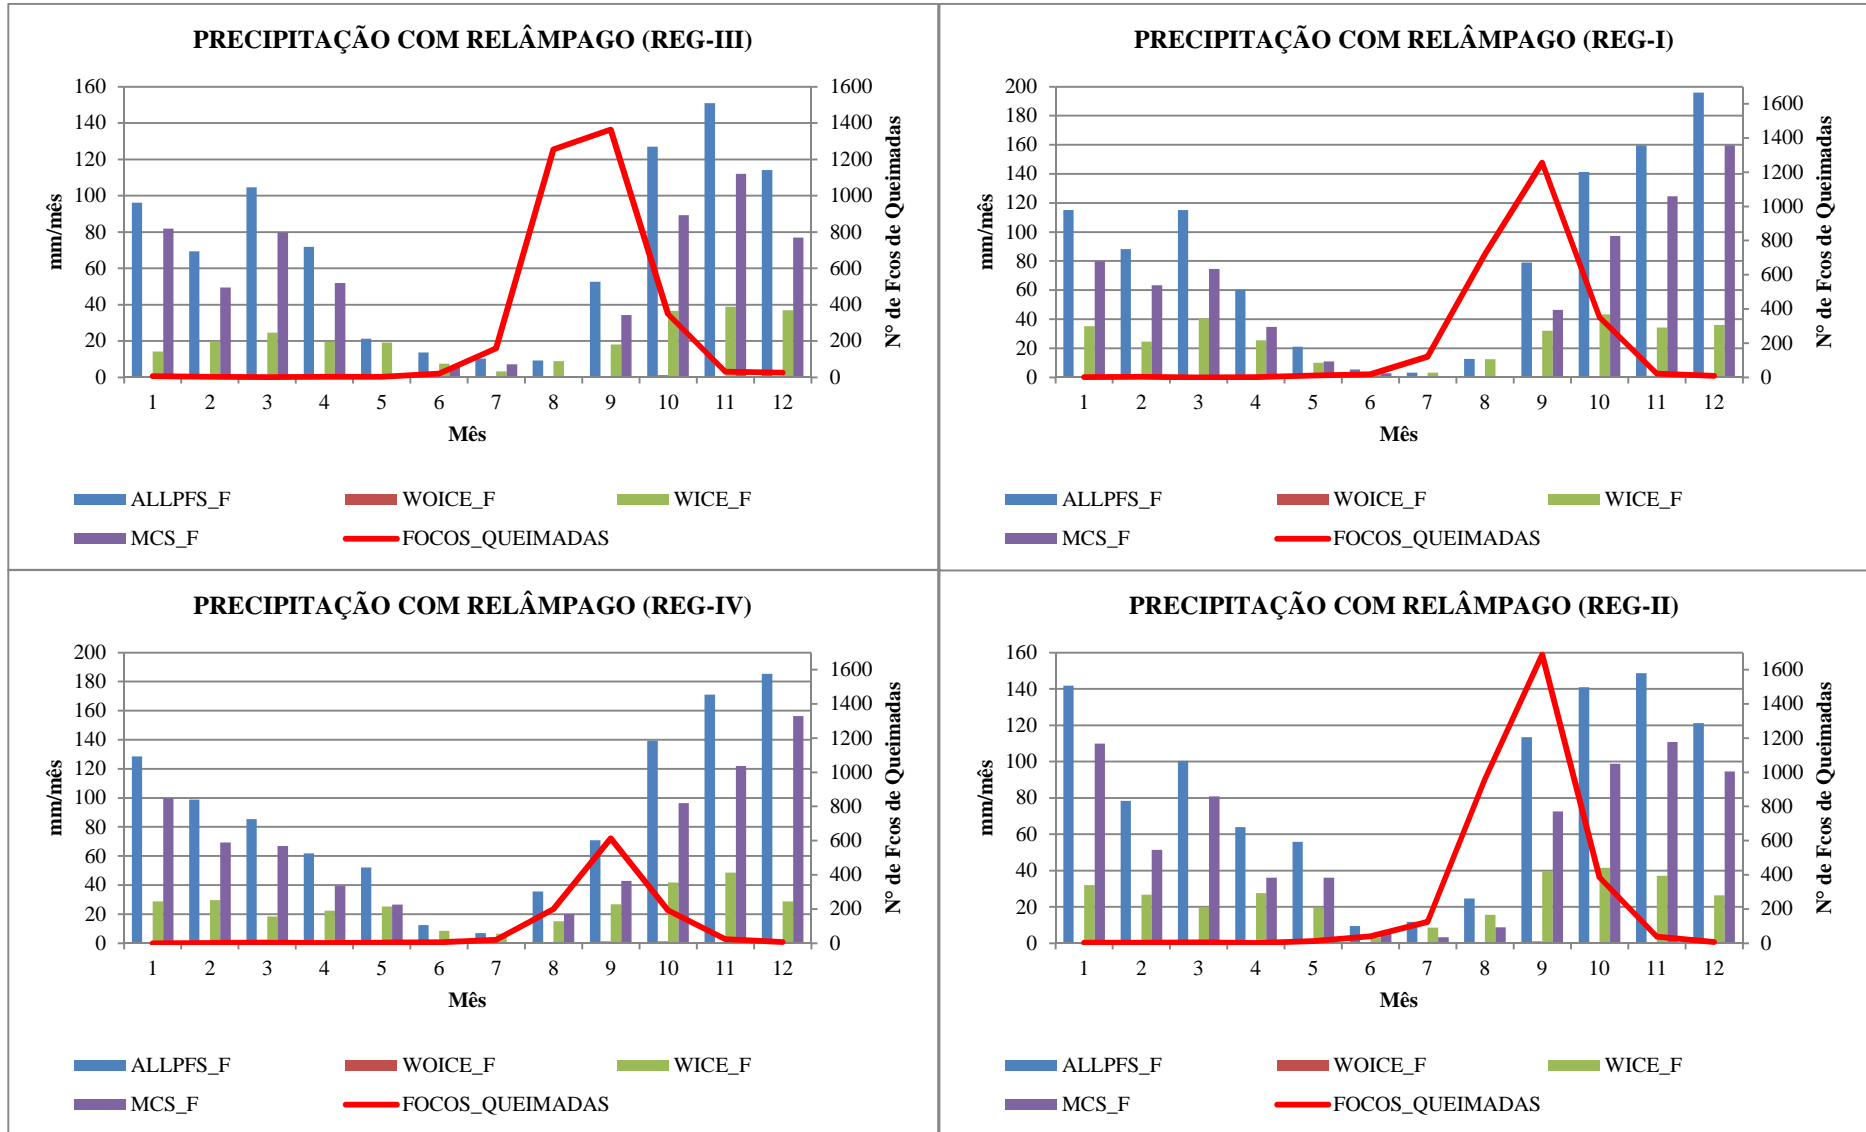 PRECIPITAÇÃO COM RELÂMPAGO (REG-III)
160
140
120
100
80
60
40
20
0
mm/mês
1600
1400
1200
1000
800
600
400
200
0
N° de Fcos de Queimadas
1 2 3 4 5 6 7 8 9 10 11 12
Mês
ALLPFS_F WOICE_F WICE_F
MCS_F FOCOS_QUEIMADAS
PRECIPITAÇÃO COM RELÂMPAGO (REG-I)
200
180
160
140
120
100
80
60
40
20
0
mm/mês
1600
1400
1200
1000
800
600
400
200
0
N° de Fcos de Queimadas
1 2 3 4 5 6 7 8 9 10 11 12
Mês
ALLPFS_F WOICE_F WICE_F
MCS_F FOCOS_QUEIMADAS
PRECIPITAÇÃO COM RELÂMPAGO (REG-IV)
200
180
160
140
120
100
80
60
40
20
0
mm/mês
1600
1400
1200
1000
800
600
400
200
0
N° de Fcos de Queimadas
1 2 3 4 5 6 7 8 9 10 11 12
Mês
ALLPFS_F WOICE_F WICE_F
MCS_F FOCOS_QUEIMADAS
PRECIPITAÇÃO COM RELÂMPAGO (REG-II)
160
140
120
100
80
60
40
20
0
mm/mês
1600
1400
1200
1000
800
600
400
200
0
N° de Fcos de Queimadas
1 2 3 4 5 6 7 8 9 10 11 12
Mês
ALLPFS_F WOICE_F WICE_F
MCS_F FOCOS_QUEIMADAS